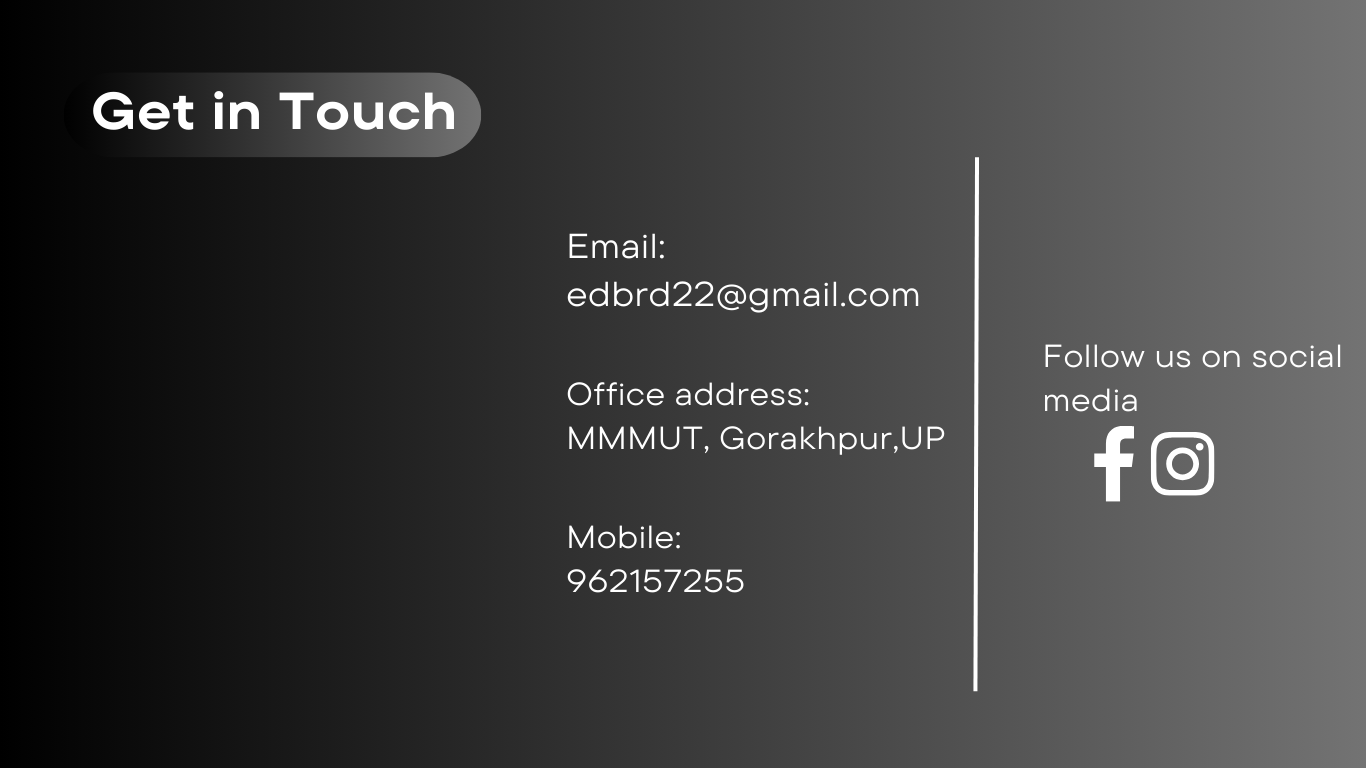 Get in Touch
Email:
edbrd22@gmail.com
Office address:
MMMUT, Gorakhpur,UP
Mobile:
962157255
Follow us on social
media